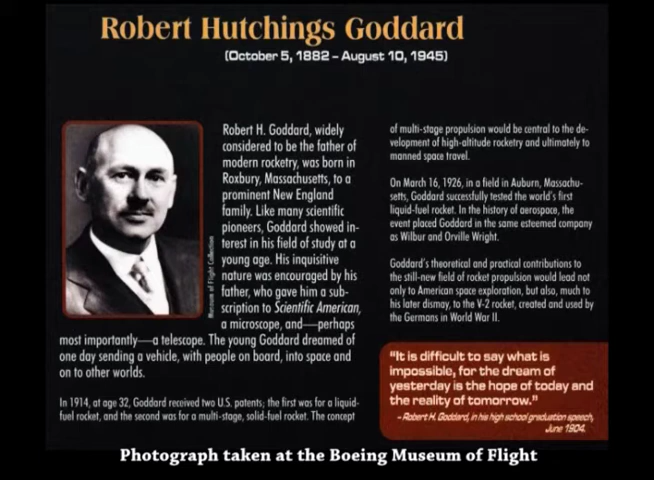 Robert Hutchings Goddard
(October 5, 1882 – August 10, 1945)
Robert H. Goddard, widely
considered to be the father of
modern rocketry, was born in
Roxbury, Massachusetts, to a
prominent New England
family. Like many scientific
pioneers, Goddard showed in-
terest in his field of study at a
young age. His inquisitive
nature was encouraged by his
father, who gave him a sub-
scription to Scientific American,
a microscope, and—perhaps
most importantly—a telescope. The young Goddard dreamed of
one day sending a vehicle, with people on board, into space and
on to other worlds.
In 1914, at age 32, Goddard received two U.S. patents; the first was for a liquid-
fuel rocket, and the second was for a multi-stage, solid-fuel rocket. The concept
Museum of Flight Collection
of multi-stage propulsion would be central to the de-
velopment of high-altitude rocketry and ultimately to
manned space travel.
On March 16, 1926, in a field in Auburn, Massachu-
setts, Goddard successfully tested the world's first
liquid-fuel rocket. In the history of aerospace, the
event placed Goddard in the same esteemed company
as Wilbur and Orville Wright.
Goddard's theoretical and practical contributions to
the still-new field of rocket propulsion would lead not
only to American space exploration, but also, much to
his later dismay, to the V-2 rocket, created and used by
the Germans in World War II.
"It is difficult to say what is
impossible, for the dream of
yesterday is the hope of today and
the reality of tomorrow."
– Robert H. Goddard, in his high school graduation speech,
June 1904.
Photograph taken at the Boeing Museum of Flight